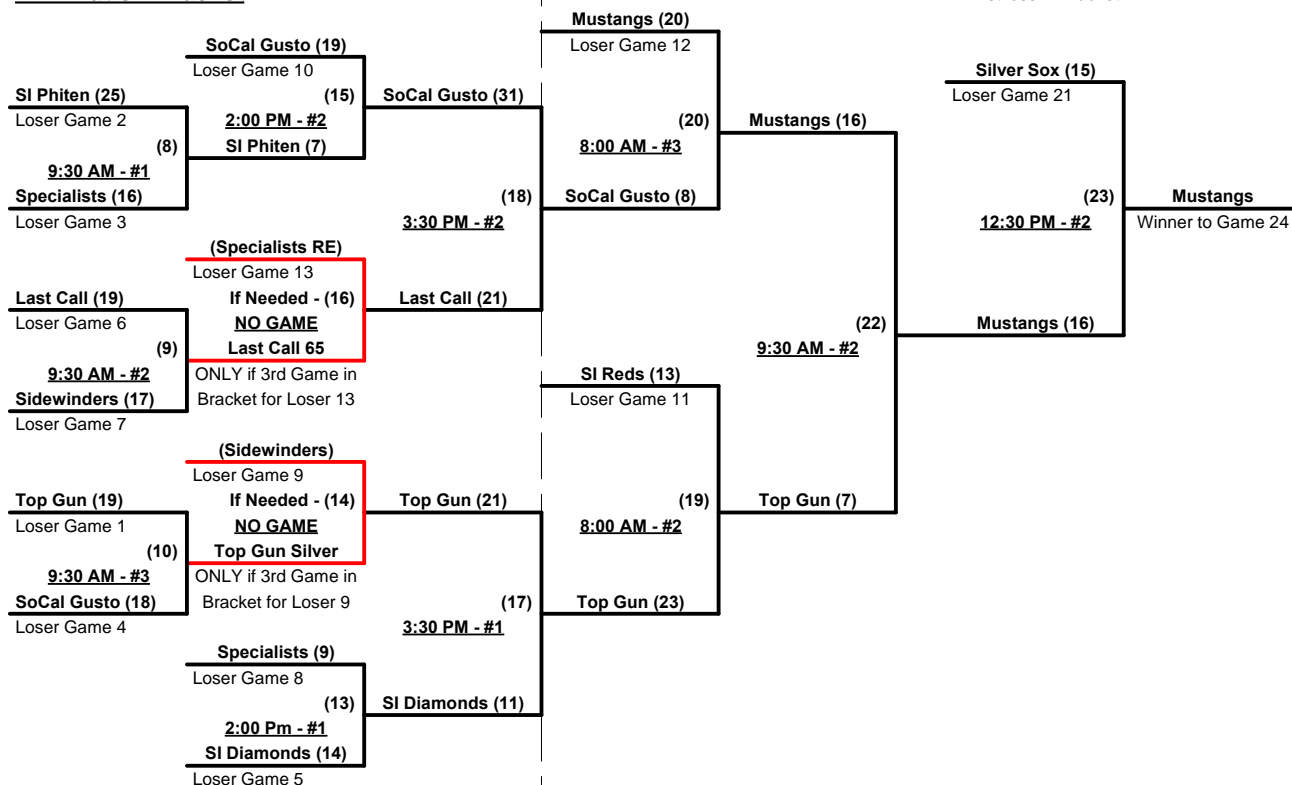 Mustangs (20)
SoCal Gusto (19)
Loser Game 12
Loser Game 10
Silver Sox (15)
SI Phiten (25)
(15)
SoCal Gusto (31)
Loser Game 21
Loser Game 2
2:00 PM - #2
(20)
Mustangs (16)
(8)
SI Phiten (7)
8:00 AM - #3
9:30 AM - #1
Specialists (16)
(18)
SoCal Gusto (8)
(23)
Mustangs
Loser Game 3
3:30 PM - #2
12:30 PM - #2
Winner to Game 24
(Specialists RE)
Loser Game 13
Last Call (19)
If Needed - (16)
Last Call (21)
Loser Game 6
NO GAME
(22)
Mustangs (16)
(9)
Last Call 65
9:30 AM - #2
9:30 AM - #2
ONLY if 3rd Game in
SI Reds (13)
Sidewinders (17)
Bracket for Loser 13
Loser Game 11
Loser Game 7
(Sidewinders)
Loser Game 9
Top Gun (19)
If Needed - (14)
Top Gun (21)
(19)
Top Gun (7)
Loser Game 1
NO GAME
8:00 AM - #2
(10)
Top Gun Silver
9:30 AM - #3
ONLY if 3rd Game in
SoCal Gusto (18)
Bracket for Loser 9
(17)
Top Gun (23)
Loser Game 4
3:30 PM - #1
Specialists (9)
Loser Game 8
(13)
SI Diamonds (11)
2:00 Pm - #1
SI Diamonds (14)
Loser Game 5